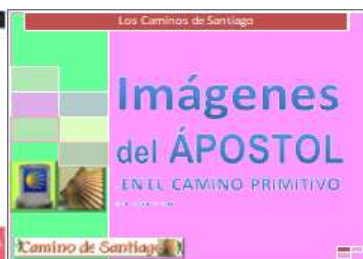 Los Caminos de Santiago
Imágenes
del ÁPOSTOL
EN EL CAMINO PRIMITIVO
Camino de Santiago